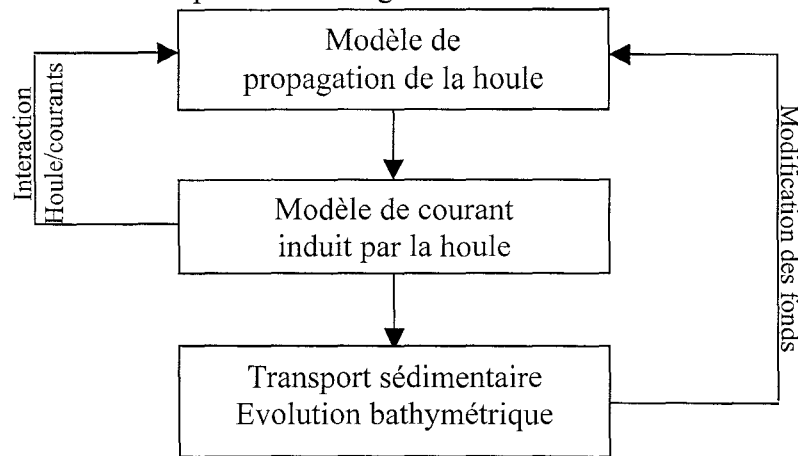 Modèle de
propagation de la houle
Interaction
Houle/courants
Modèle de courant
induit par la houle
Modification des fonds
Transport sédimentaire
Evolution bathymétrique